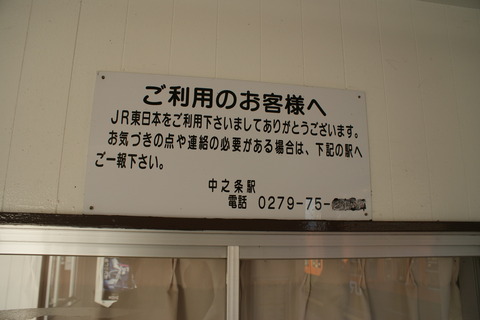 ご利用のお客様へ
JR東日本をご利用下さいましてありがとうございます。
お気づきの点や連絡の必要がある場合は、下記の駅へ
ご一報下さい。
中之条駅
電話 0279-75-